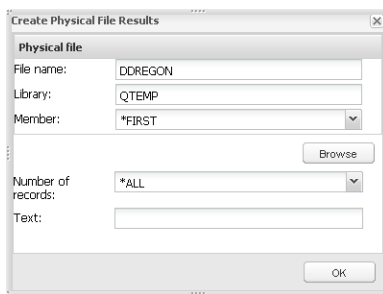 Create Physical File Results
Physical file
File name: DDREGON
Library: QTEMP
Member: *FIRST
Browse
Number of records: *ALL
Text:
OK